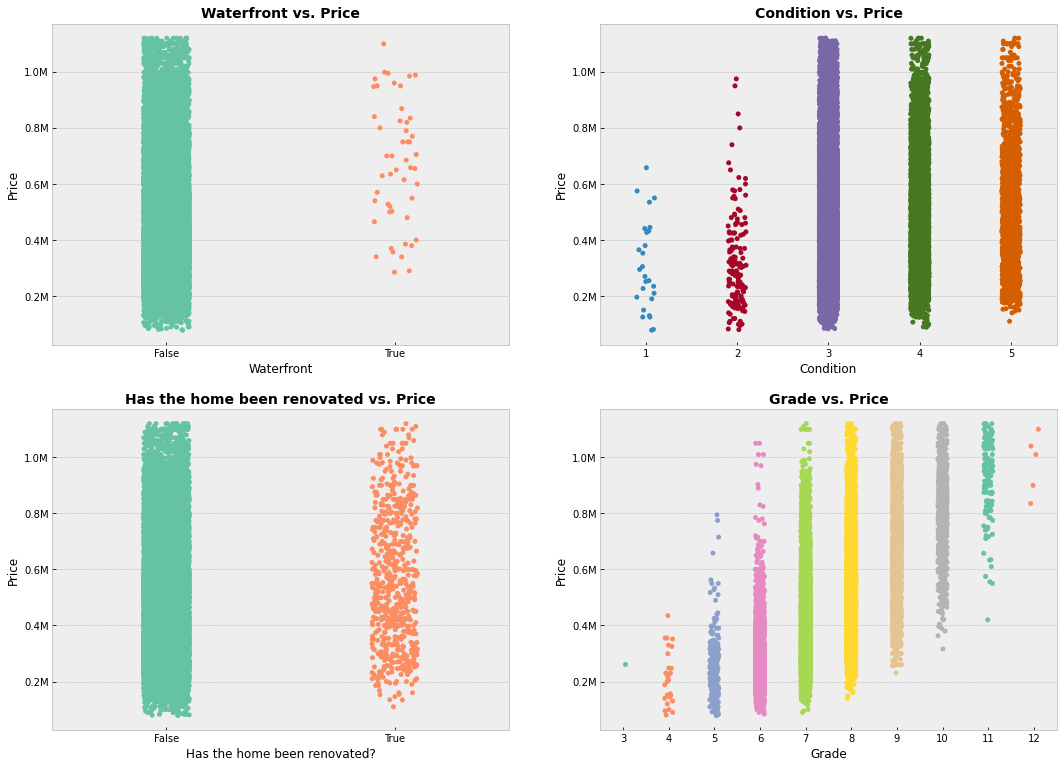 Waterfront vs. Price
Price
1.0M
0.8M
0.6M
0.4M
0.2M
False
True
Waterfront
Condition vs. Price
Price
1.0M
0.8M
0.6M
0.4M
0.2M
1 2 3 4 5
Condition
Has the home been renovated vs. Price
Price
1.0M
0.8M
0.6M
0.4M
0.2M
False
True
Has the home been renovated?
Grade vs. Price
Price
1.0M
0.8M
0.6M
0.4M
0.2M
3 4 5 6 7 8 9 10 11 12
Grade